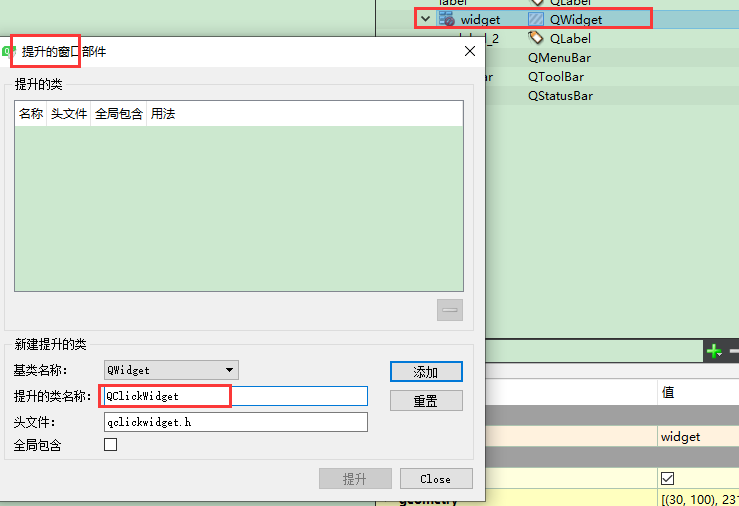 label QLabel
widget QWidget
_2 QLabel
QMenuBar
ar QToolBar
QStatusBar
提升的窗口部件
提升的类
名称 头文件 全局包含 用法
新建提升的类
基类名称： QWidget
添加
提升的类名称： QClickWidget
重置
头文件： qclickwidget.h
全局包含
提升 Close
值
widget
geometry [(30, 100), 231